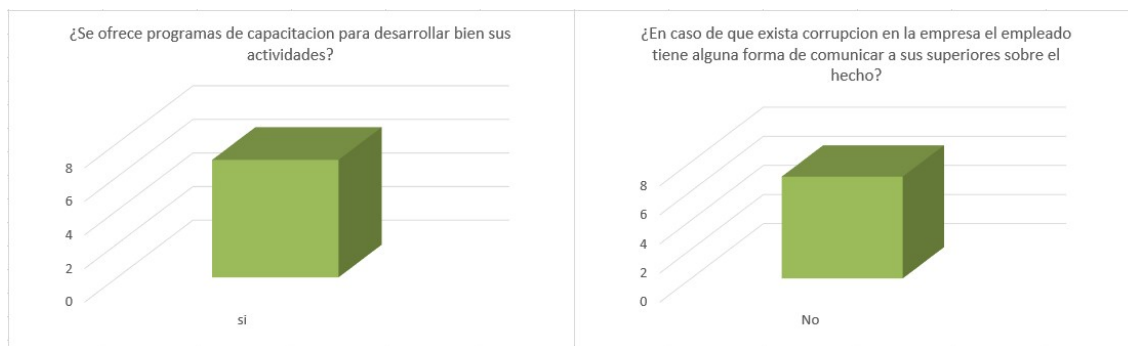 ¿Se ofrece programas de capacitacion para desarrollar bien sus
actividades?
8
6
4
2
0
si
¿En caso de que exista corrupcion en la empresa el empleado
tiene alguna forma de comunicar a sus superiores sobre el
hecho?
8
6
4
2
0
No